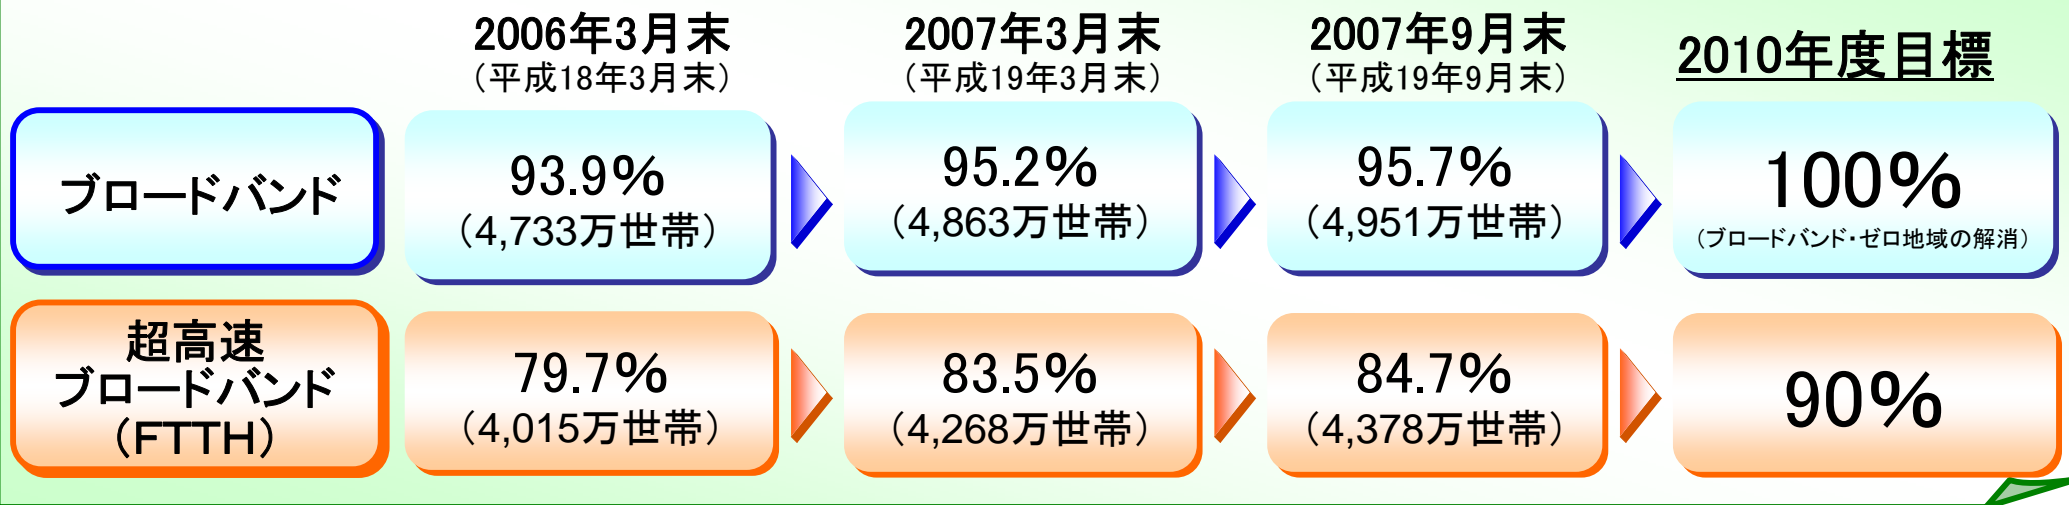 2006年3月末
（平成18年3月末）
2007年3月末
（平成19年3月末）
2007年9月末
（平成19年9月末）
2010年度目標
ブロードバンド
93.9％
（4,733万世帯）
95.2％
（4,863万世帯）
95.7％
（4,951万世帯）
100％
（ブロードバンド・ゼロ地域の解消）
超高速
ブロードバンド
（FTTH）
79.7％
（4,015万世帯）
83.5％
（4,268万世帯）
84.7％
（4,378万世帯）
90％